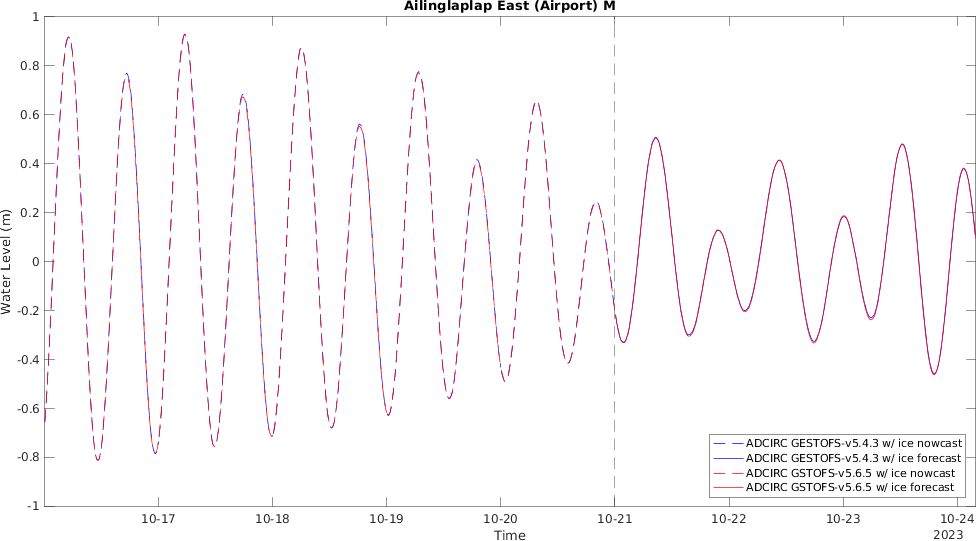 Ailinglaplap East (Airport) M
1
0.8
0.6
0.4
0.2
0
-0.2
-0.4
-0.6
-0.8
-1
Water Level (m)
ADCIRC GESTOFS-v5.4.3 w/ ice nowcast
ADCIRC GESTOFS-v5.4.3 w/ ice forecast
ADCIRC GSTOFS-v5.6.5 w/ ice nowcast
ADCIRC GSTOFS-v5.6.5 w/ ice forecast
10-17 10-18 10-19 10-20 10-21 10-22 10-23 10-24
Time
2023